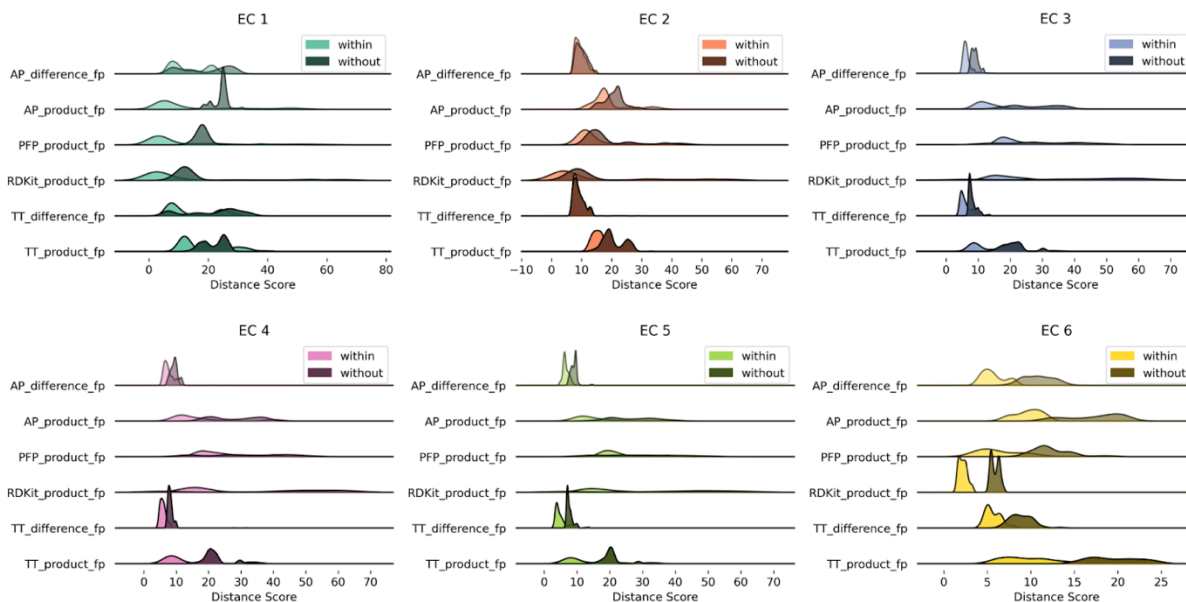 EC 1
within
without
AP_difference_fp
AP_product_fp
PFP_product_fp
RDKit_product_fp
TT_difference_fp
TT_product_fp
0 20 40 60 80
Distance Score
EC 2
within
without
AP_difference_fp
AP_product_fp
PFP_product_fp
RDKit_product_fp
TT_difference_fp
TT_product_fp
−10 0 10 20 30 40 50 60 70
Distance Score
EC 3
within
without
AP_difference_fp
AP_product_fp
PFP_product_fp
RDKit_product_fp
TT_difference_fp
TT_product_fp
0 10 20 30 40 50 60 70
Distance Score
EC 4
within
without
AP_difference_fp
AP_product_fp
PFP_product_fp
RDKit_product_fp
TT_difference_fp
TT_product_fp
0 10 20 30 40 50 60 70
Distance Score
EC 5
within
without
AP_difference_fp
AP_product_fp
PFP_product_fp
RDKit_product_fp
TT_difference_fp
TT_product_fp
0 10 20 30 40 50 60 70
Distance Score
EC 6
within
without
AP_difference_fp
AP_product_fp
PFP_product_fp
RDKit_product_fp
TT_difference_fp
TT_product_fp
0 5 10 15 20 25
Distance Score